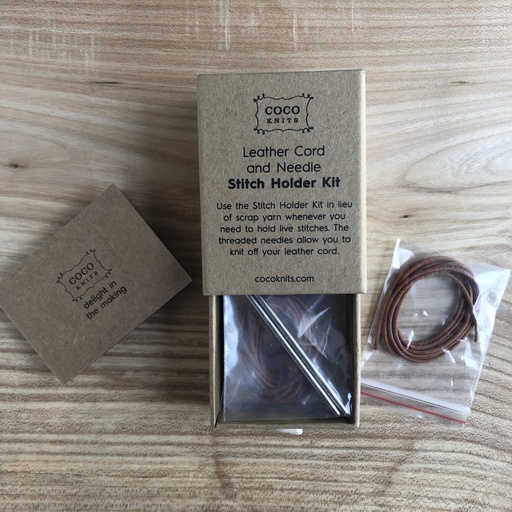 COCO
KNITS
Leather Cord
and Needle
Stitch Holder Kit
Use the Stitch Holder Kit in lieu
of scrap yarn whenever you
need to hold live stitches. The
threaded needles allow you to
knit off your leather cord.
cocoknits.com
COCO
KNITS
delight in
the making